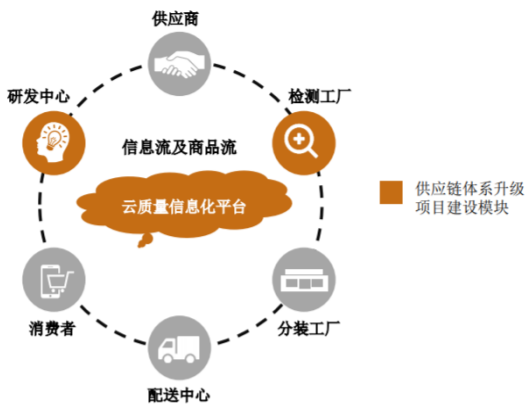 供应商
研发中心
检测工厂
信息流及商品流
云质量信息化平台
供应链体系升级
项目建设模块
消费者
分装工厂
配送中心